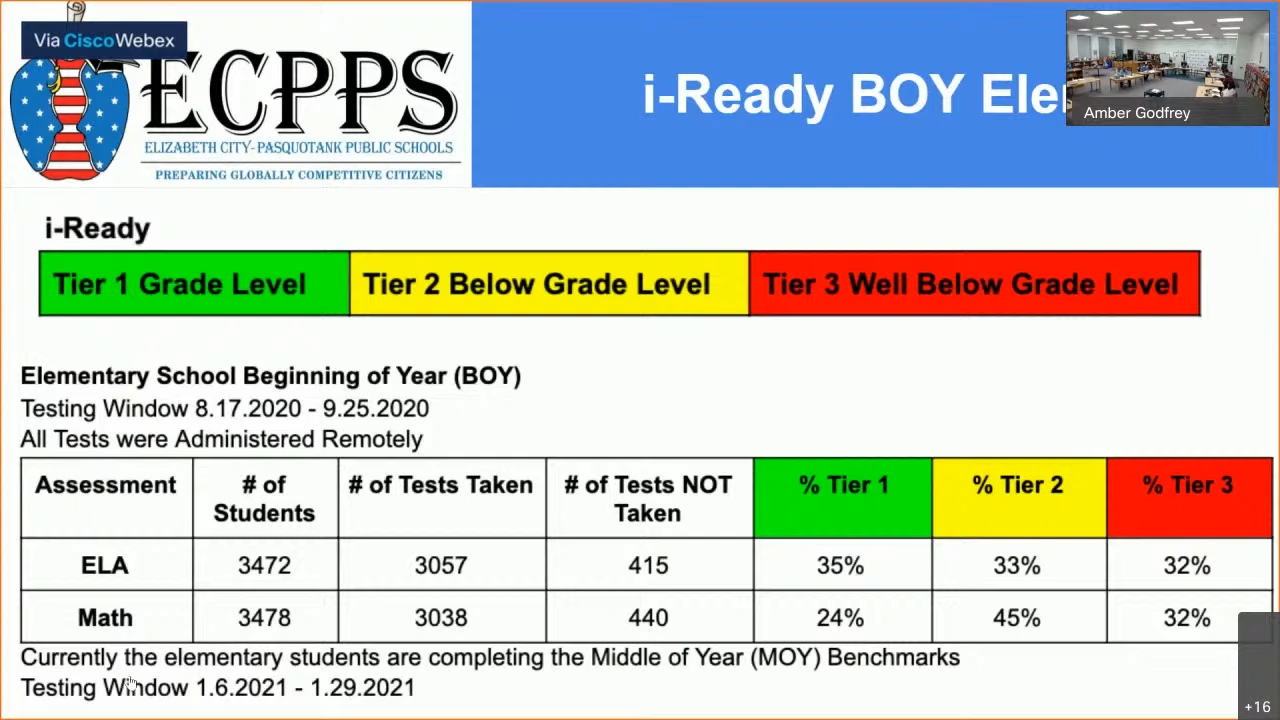 Via CiscoWebex
ECPPS
ELIZABETH CITY-PASQUOTANK PUBLIC SCHOOLS
PREPARING GLOBALLY COMPETITIVE CITIZENS
i-Ready BOY
Amber Godfrey
i-Ready
Tier 1 Grade Level Tier 2 Below Grade Level Tier 3 Well Below Grade Level
Elementary School Beginning of Year (BOY)
Testing Window 8.17.2020 - 9.25.2020
All Tests were Administered Remotely
Assessment # of Students # of Tests Taken # of Tests NOT Taken % Tier 1 % Tier 2 % Tier 3
ELA 3472 3057 415 35% 33% 32%
Math 3478 3038 440 24% 45% 32%
Currently the elementary students are completing the Middle of Year (MOY) Benchmarks
Testing Window 1.6.2021 - 1.29.2021
+16